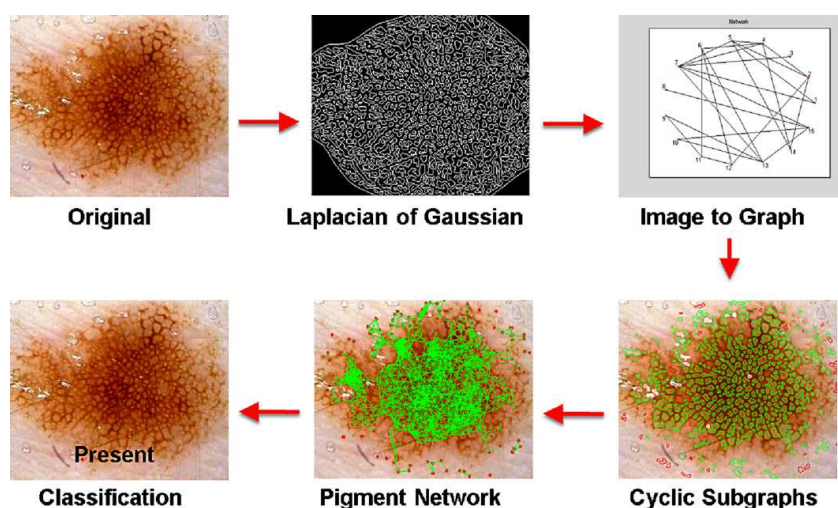 Network
5
4
6
3
7
2
8
1
9
15
10
14
11
13
12
Original
Laplacian of Gaussian
Image to Graph
Present
Classification
Pigment Network
Cyclic Subgraphs